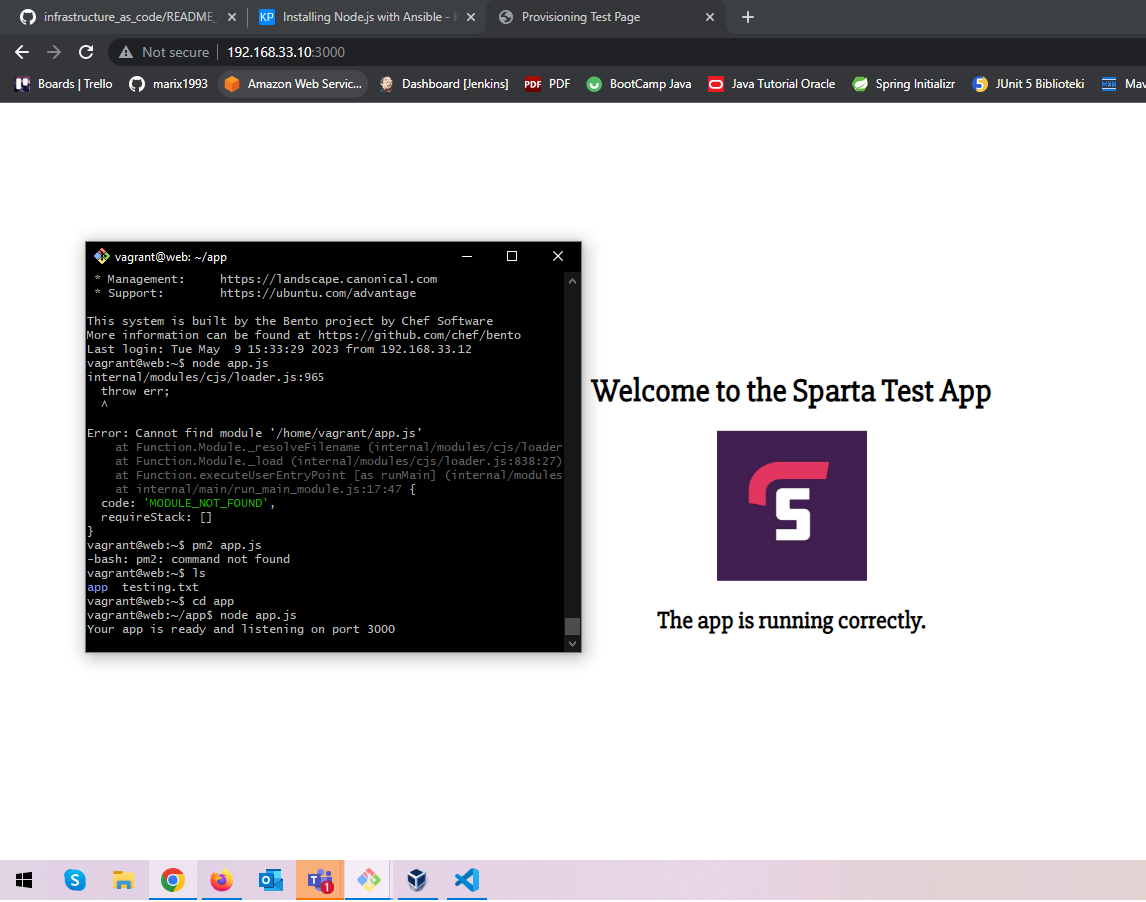 infrastructure_as_code/README_
KP Installing Node.js with Ansible -
Provisioning Test Page
Not secure 192.168.33.10:3000
Boards | Trello
marix1993
Amazon Web Servic...
Dashboard [Jenkins]
PDF PDF
BootCamp Java
Java Tutorial Oracle
Spring Initializr
5 JUnit 5 Biblioteki
vagrant@web: ~/app
* Management: https://landscape.canonical.com
* Support: https://ubuntu.com/advantage
This system is built by the Bento project by Chef Software
More information can be found at https://github.com/chef/bento
Last login: Tue May 9 15:33:29 2023 from 192.168.33.12
vagrant@web:~$ node app.js
internal/modules/cjs/loader.js:965
throw err;
^
Error: Cannot find module '/home/vagrant/app.js'
at Function.Module._resolveFilename (internal/modules/cjs/loader
at Function.Module._load (internal/modules/cjs/loader.js:838:27)
at Function.executeUserEntryPoint [as runMain] (internal/modules
at internal/main/run_main_module.js:17:47 {
code: 'MODULE_NOT_FOUND',
requireStack: []
}
vagrant@web:~$ pm2 app.js
-bash: pm2: command not found
vagrant@web:~$ ls
app testing.txt
vagrant@web:~$ cd app
vagrant@web:~/app$ node app.js
Your app is ready and listening on port 3000
Welcome to the Sparta Test App
S
The app is running correctly.
S
1